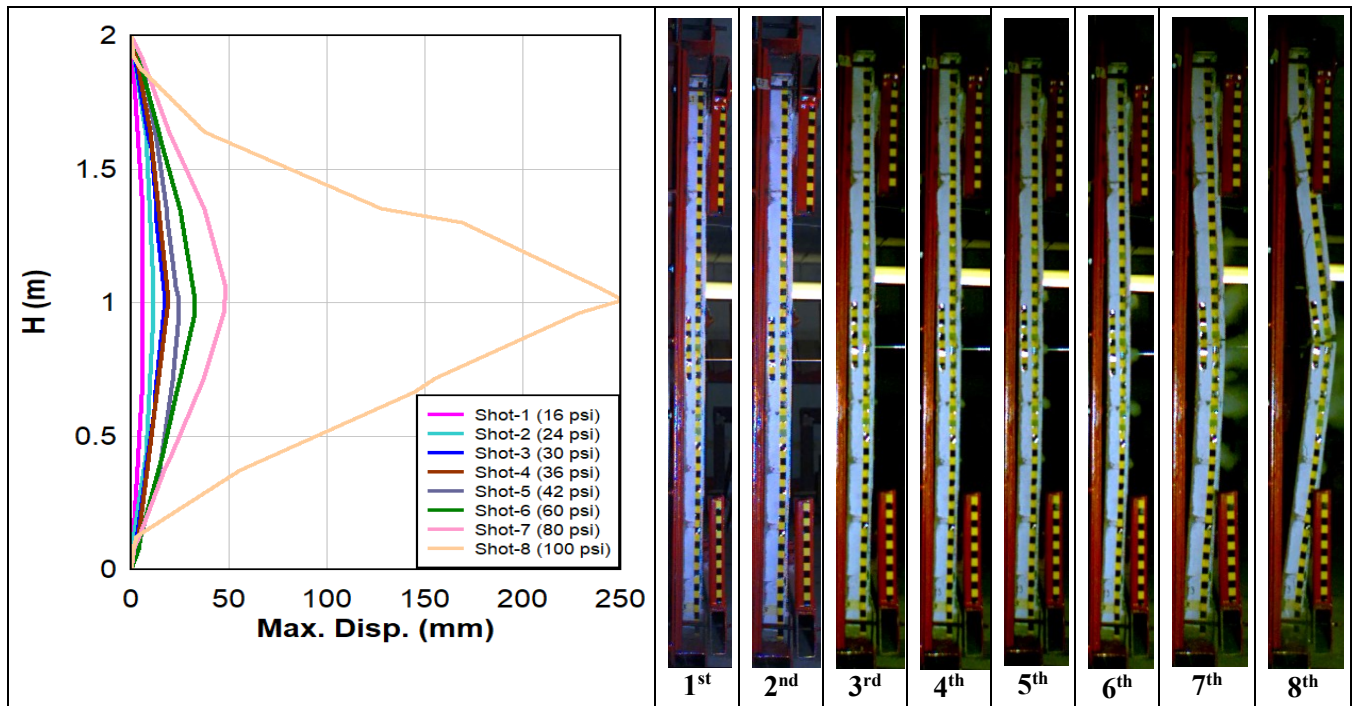 2
1.5
1
0.5
0
H (m)
Shot-1 (16 psi)
Shot-2 (24 psi)
Shot-3 (30 psi)
Shot-4 (36 psi)
Shot-5 (42 psi)
Shot-6 (60 psi)
Shot-7 (80 psi)
Shot-8 (100 psi)
0 50 100 150 200 250
Max. Disp. (mm)
1st 2nd 3rd 4th 5th 6th 7th 8th